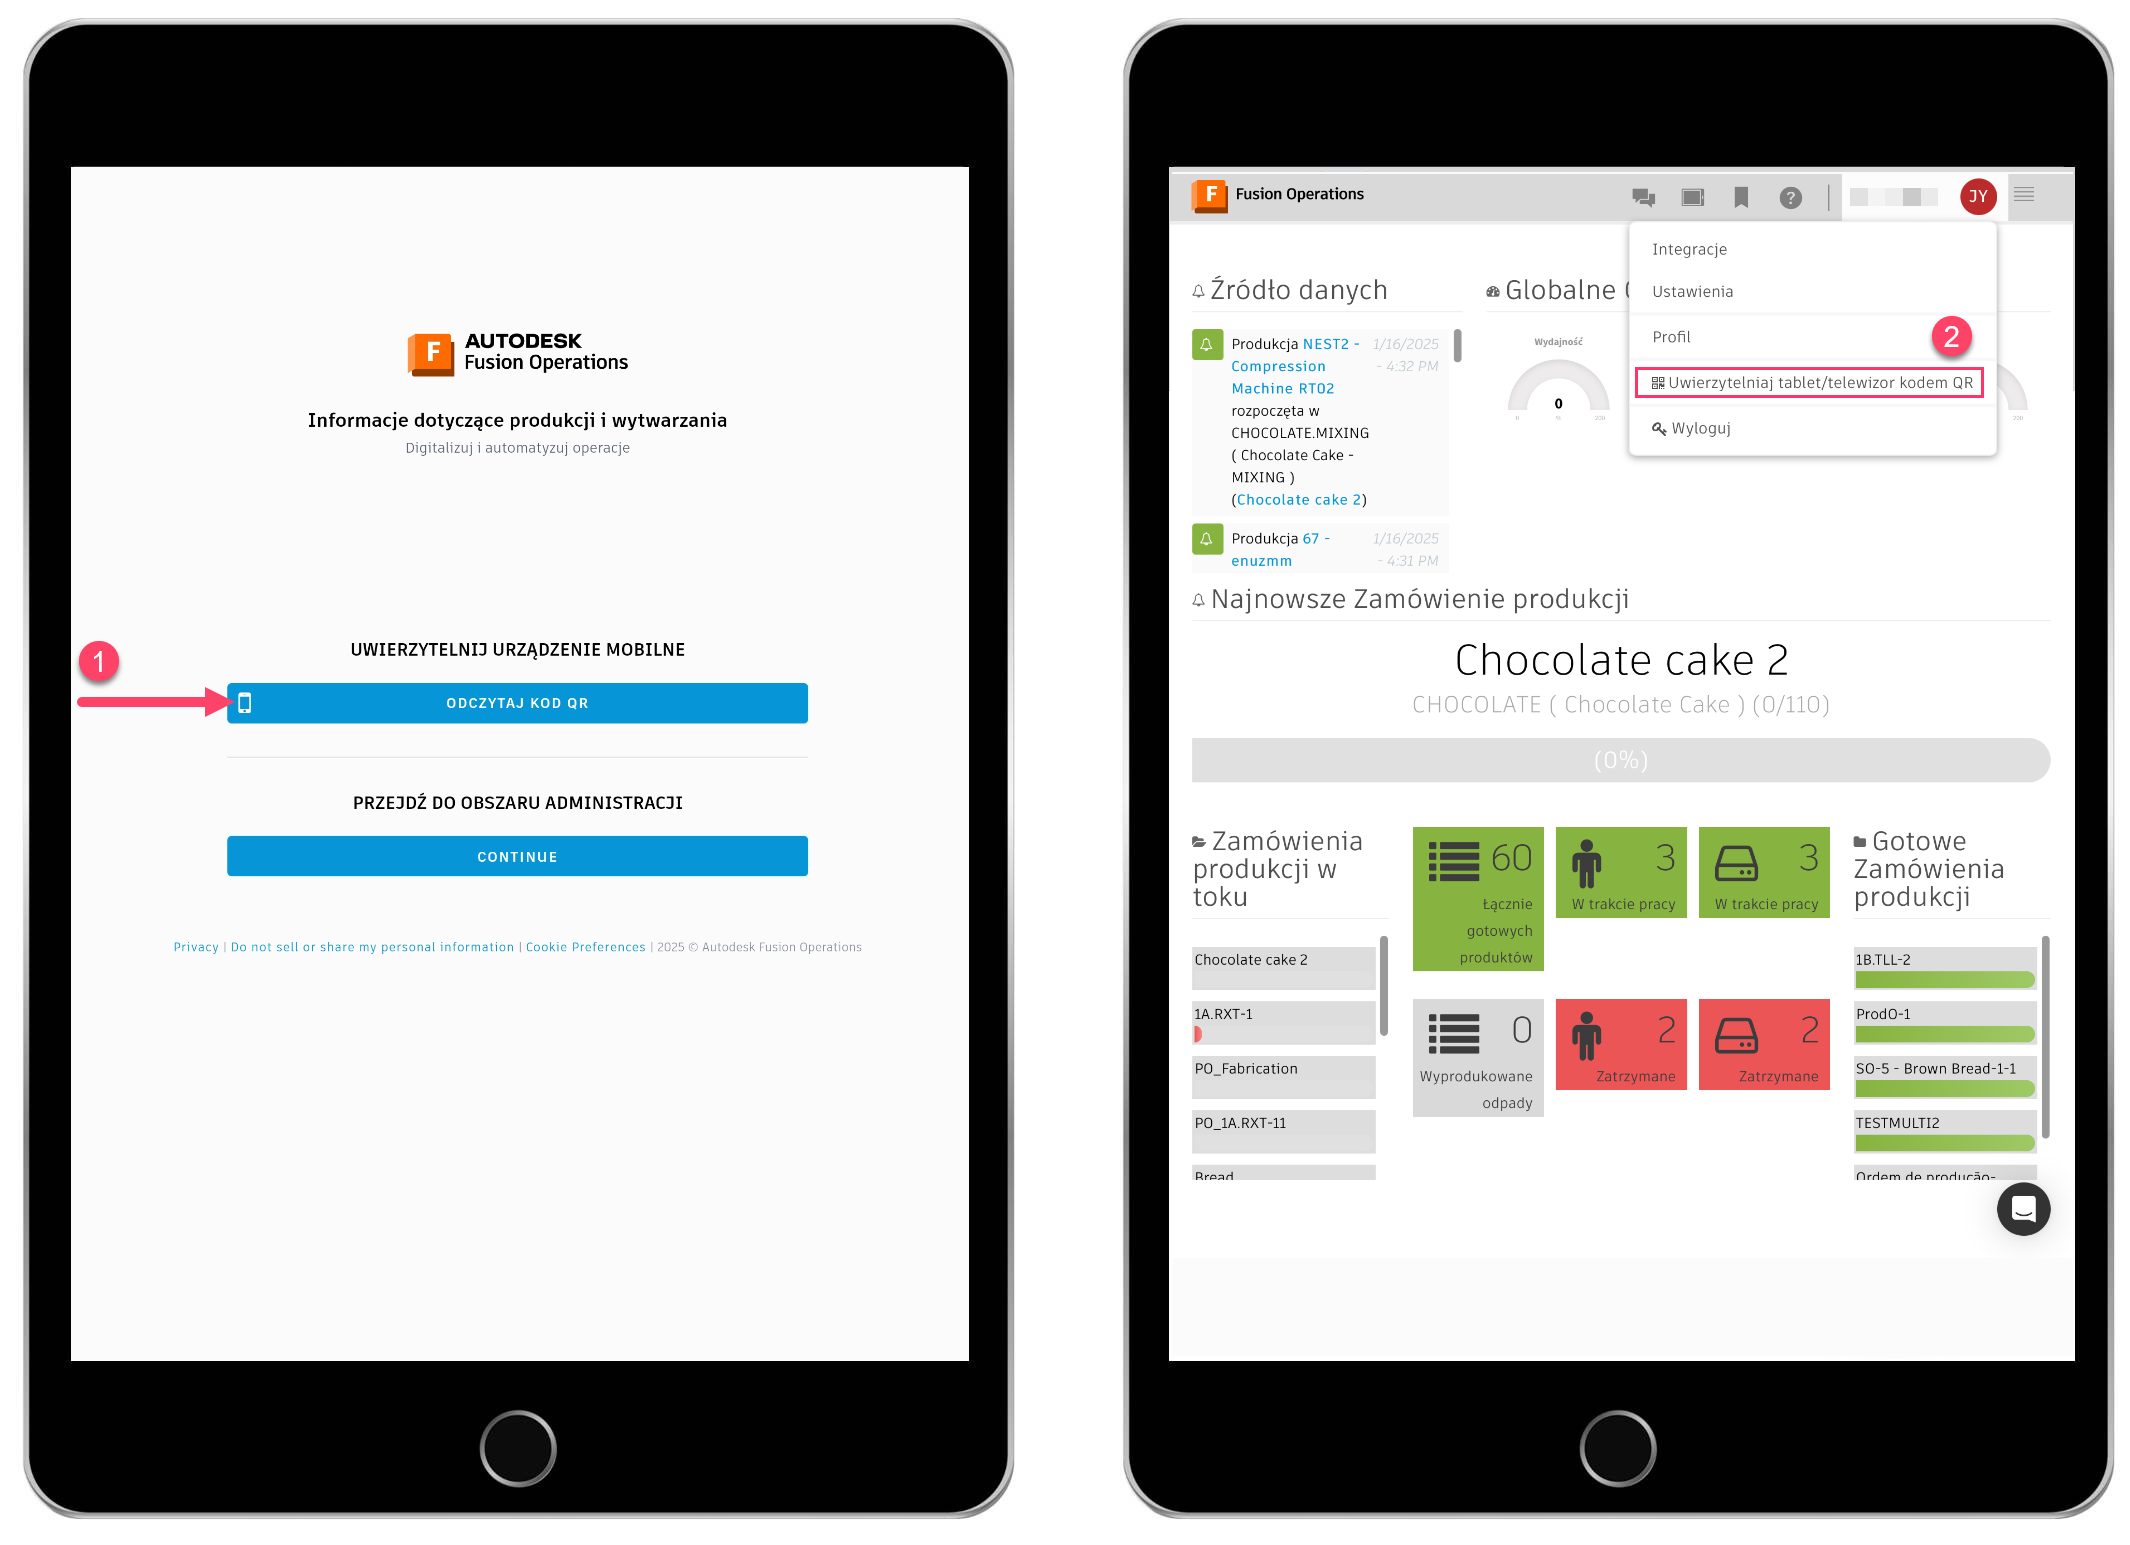 AUTODESK
Fusion Operations
Informacje dotyczące produkcji i wytwarzania
Digitalizuj i automatyzuj operacje
1
UWIERZYTELNIJ URZĄDZENIE MOBILNE
ODCZYTAJ KOD QR
PRZEJDŹ DO OBSZARU ADMINISTRACJI
CONTINUE
Privacy | Do not sell or share my personal information | Cookie Preferences | 2025 © Autodesk Fusion Operations
Fusion Operations
JY
Integracje
Ustawienia
Profil
2
Uwierzytelniaj tablet/telewizor kodem QR
Wyloguj
Źródło danych
Produkcja NEST2 - 1/16/2025
Compression - 4:32 PM
Machine RT02
rozpoczęta w
CHOCOLATE.MIXING
( Chocolate Cake -
MIXING )
(Chocolate cake 2)
Produkcja 67 - 1/16/2025
enuzmm - 4:31 PM
Globalne
Wydajność
0
0 % 200
200
Najnowsze Zamówienie produkcji
Chocolate cake 2
CHOCOLATE ( Chocolate Cake ) (0/110)
(0%)
Zamówienia
produkcji w
toku
Chocolate cake 2
1A.RXT-1
PO_Fabrication
PO_1A.RXT-11
Bread
60
Łącznie
gotowych
produktów
3
W trakcie pracy
3
W trakcie pracy
0
Wyprodukowane
odpady
2
Zatrzymane
2
Zatrzymane
Gotowe
Zamówienia
produkcji
1B.TLL-2
ProdO-1
SO-5 - Brown Bread-1-1
TESTMULTI2
Ordem de produção-